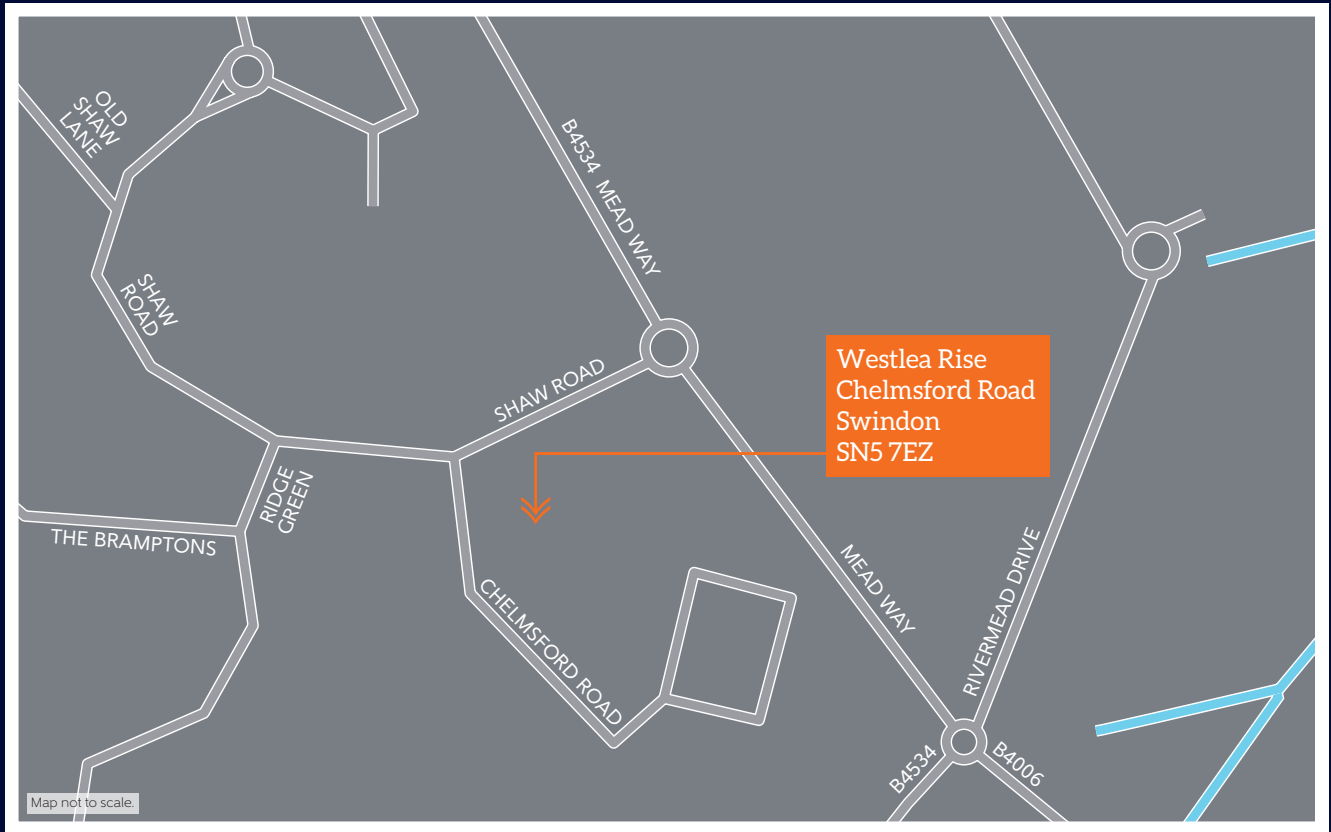 OLD
SHAW
LANE
B4534 MEAD WAY
SHAW
ROAD
Westlea Rise
Chelmsford Road
Swindon
SN5 7EZ
SHAW ROAD
RIDGE
GREEN
THE BRAMPTONS
CHELMSFORD ROAD
MEAD WAY
RIVERMEAD DRIVE
B4534
B4006
Map not to scale.